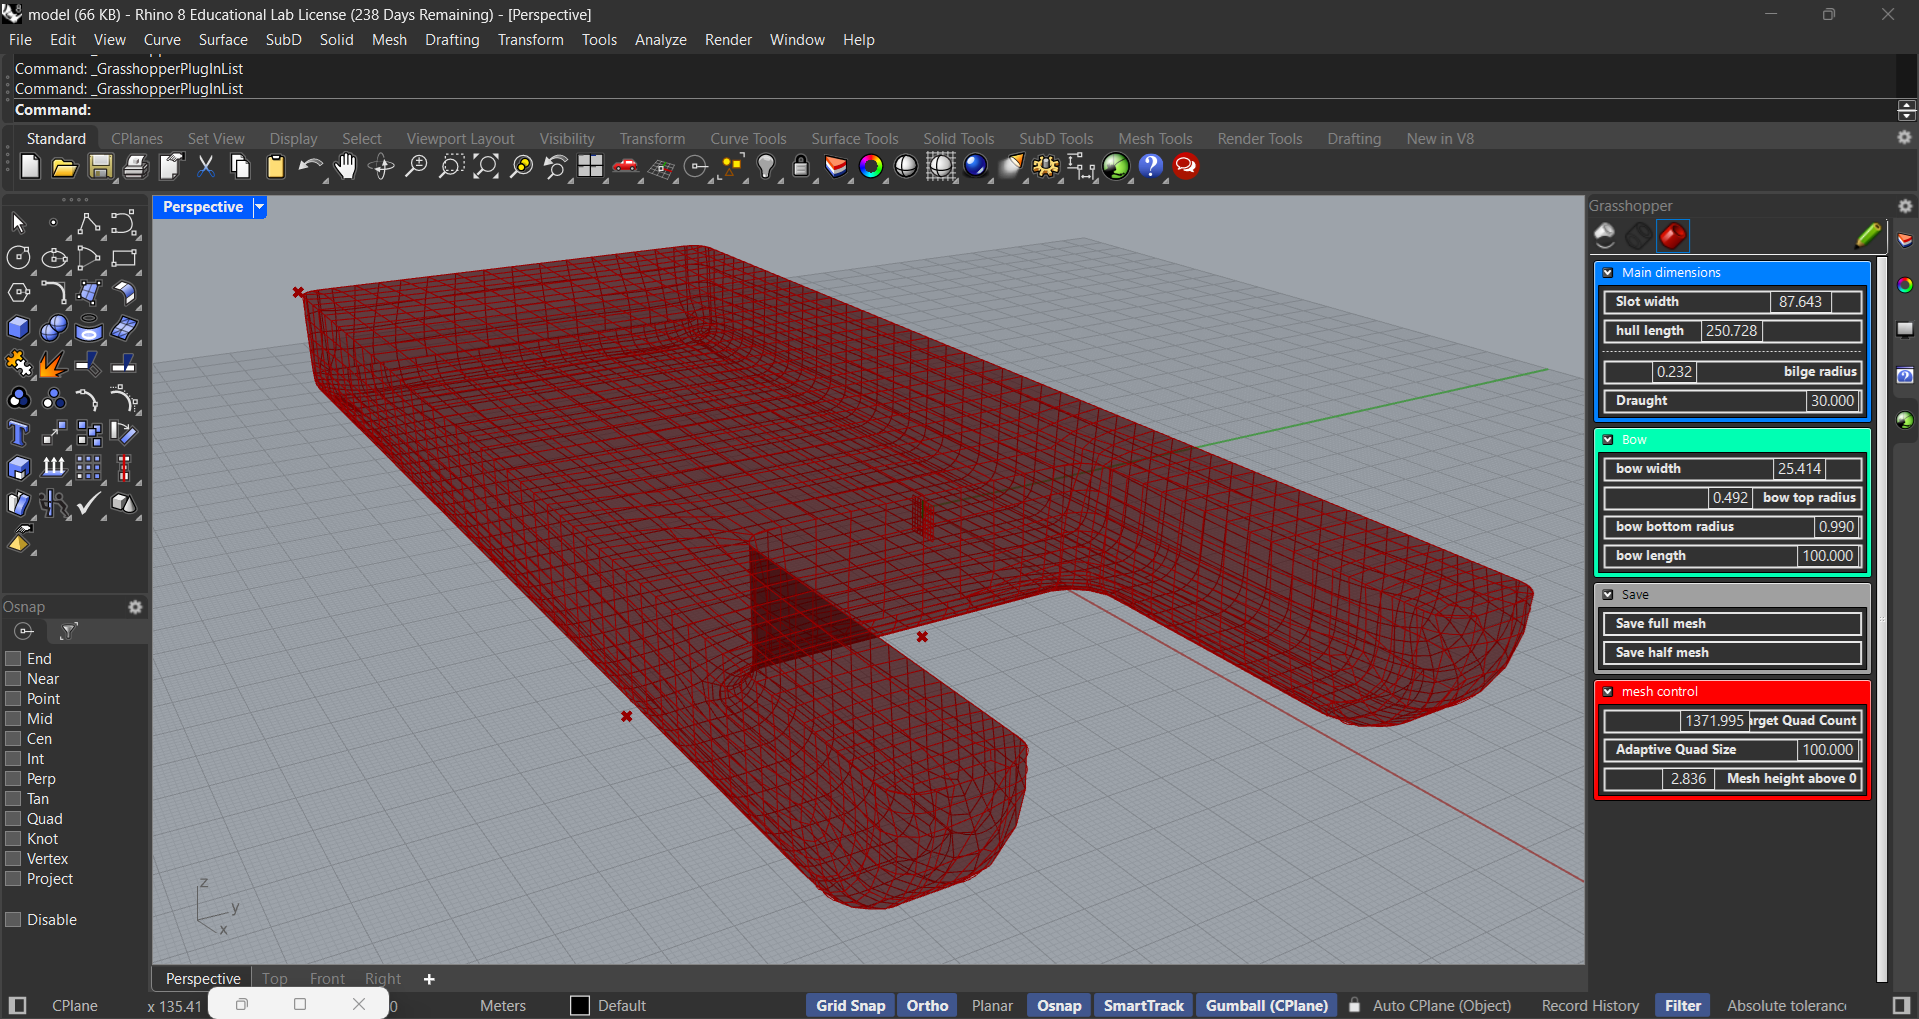 model (66 KB) - Rhino 8 Educational Lab License (238 Days Remaining) - [Perspective]
File Edit View Curve Surface SubD Solid Mesh Drafting Transform Tools Analyze Render Window Help
Command: _GrasshopperPlugInList
Command: _GrasshopperPlugInList
Command:
Standard CPlanes Set View Display Select Viewport Layout Visibility Transform Curve Tools Surface Tools Solid Tools SubD Tools Mesh Tools Render Tools Drafting New in V8
Perspective
Grasshopper
Main dimensions
Slot width 87.643
hull length 250.728
0.232 bilge radius
Draught 30.000
Bow
bow width 25.414
0.492 bow top radius
bow bottom radius 0.990
bow length 100.000
Save
Save full mesh
Save half mesh
mesh control
1371.995 rget Quad Count
Adaptive Quad Size 100.000
2.836 Mesh height above 0
Osnap
End
Near
Point
Mid
Cen
Int
Perp
Tan
Quad
Knot
Vertex
Project
Disable
z
y
x
Perspective Top Front Right
CPlane x 135.41 0 Meters Default Grid Snap Ortho Planar Osnap SmartTrack Gumball (CPlane) Auto CPlane (Object) Record History Filter Absolute toleranc